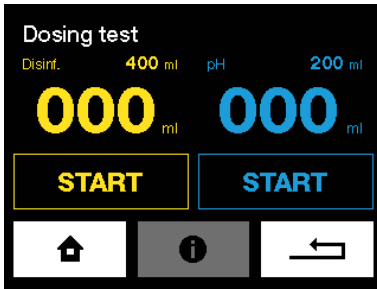 Dosing test
Disinf. 400 ml pH 200 ml
000 ml 000 ml
START START
i